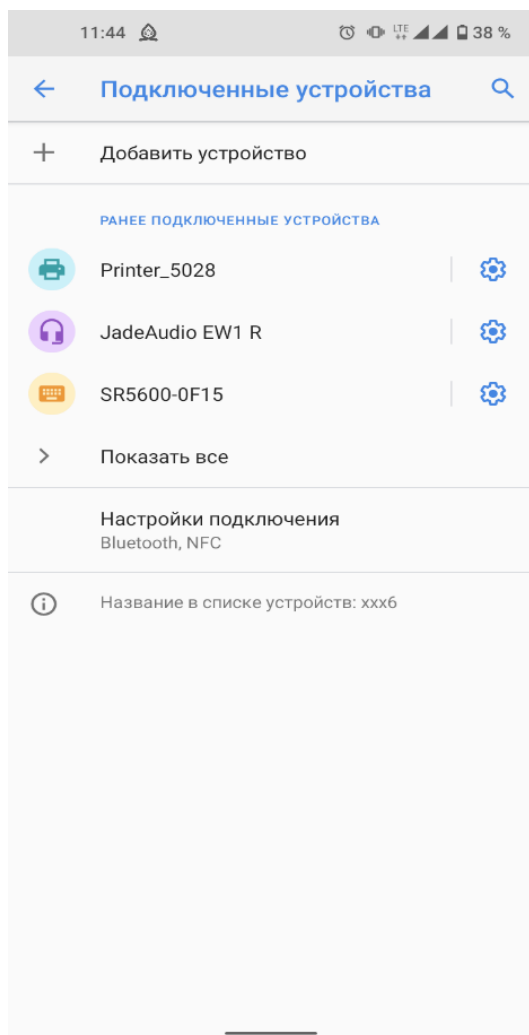 11:44 LTE 38 %
Подключенные устройства
Добавить устройство
РАНЕЕ ПОДКЛЮЧЕННЫЕ УСТРОЙСТВА
Printer_5028
JadeAudio EW1 R
SR5600-0F15
Показать все
Настройки подключения
Bluetooth, NFC
Название в списке устройств: xxx6